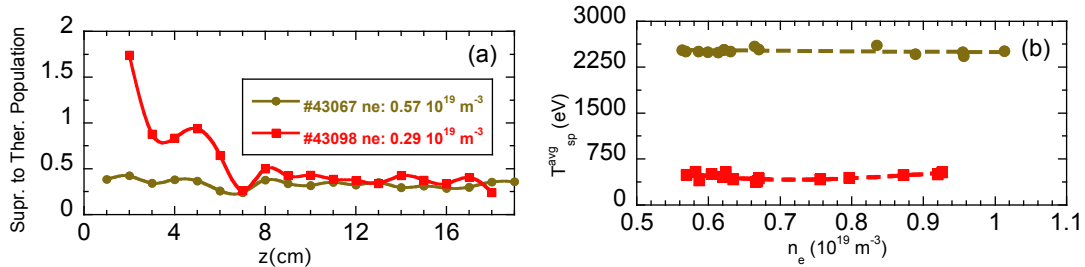 Supr. to Ther. Population
2
1.5
1
0.5
0
(a)
#43067 ne: 0.57 10^19 m^-3
#43098 ne: 0.29 10^19 m^-3
0 4 8 12 16
z(cm)
T^avg_sp (eV)
3000
2250
1500
750
0
(b)
0.5 0.6 0.7 0.8 0.9 1 1.1
n_e (10^19 m^-3)